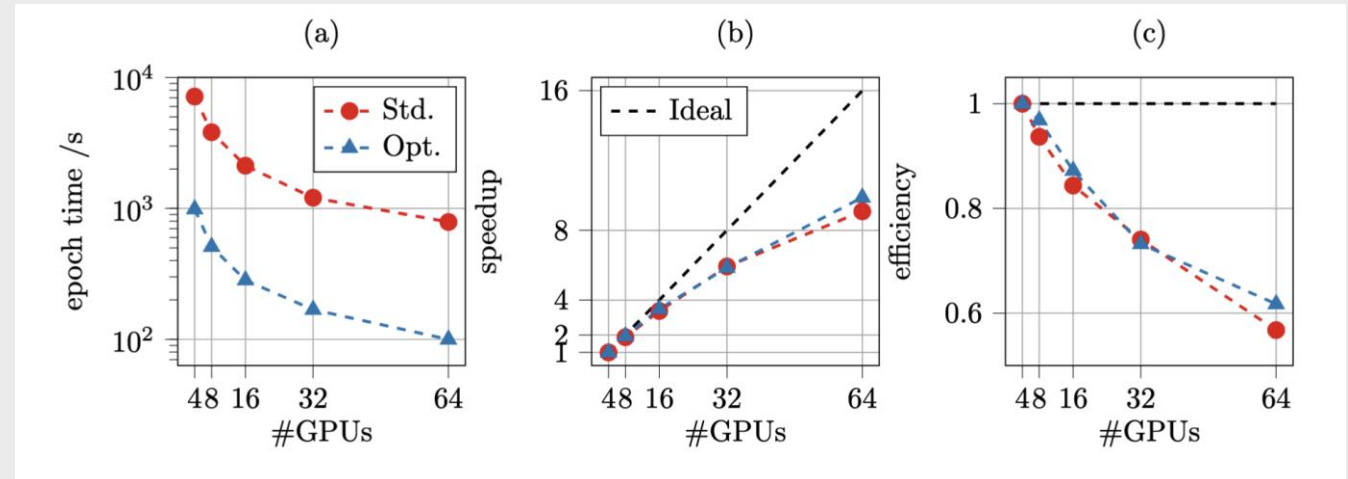 (a)
10^4
10^3
10^2
epoch time /s
Std.
Opt.
4 8 16 32 64
#GPUs
(b)
16
8
4
2
1
speedup
Ideal
4 8 16 32 64
#GPUs
(c)
1
0.8
0.6
efficiency
4 8 16 32 64
#GPUs